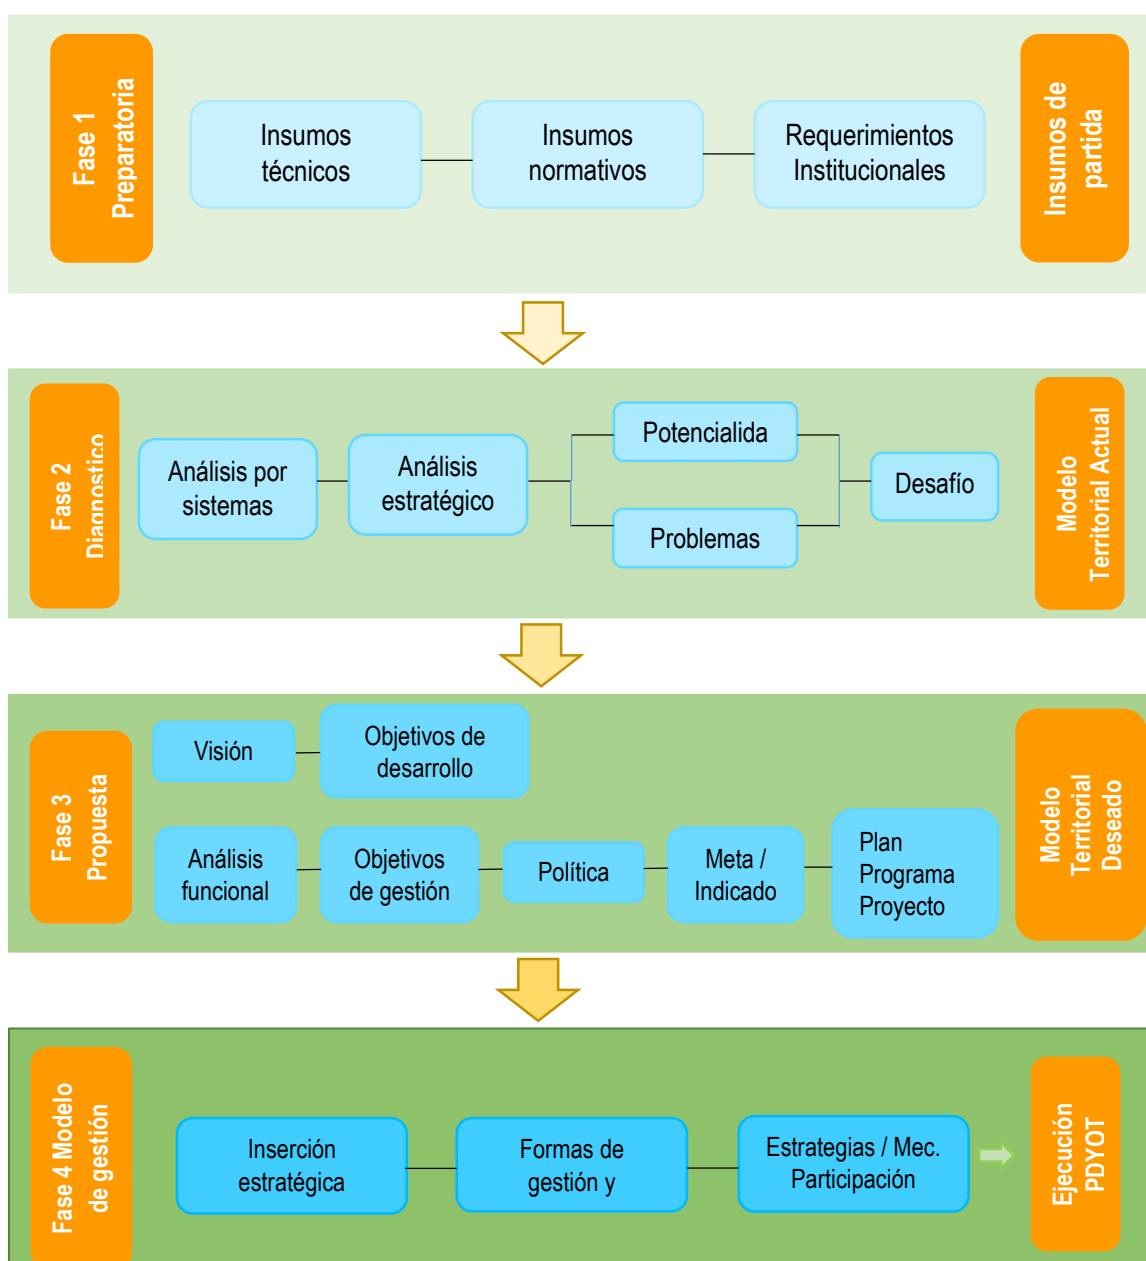 Fase 1
Preparatoria
Insumos
técnicos
Insumos
normativos
Requerimientos
Institucionales
Insumos de
partida
Fase 2
Diagnostico
Análisis por
sistemas
Análisis
estratégico
Potencialida
Problemas
Desafío
Modelo
Territorial Actual
Fase 3
Propuesta
Visión
Objetivos de
desarrollo
Análisis
funcional
Objetivos
de gestión
Política
Meta /
Indicado
Plan
Programa
Proyecto
Modelo
Territorial
Deseado
Fase 4 Modelo
de gestión
Inserción
estratégica
Formas de
gestión y
Estrategias / Mec.
Participación
Ejecución
PDYOT